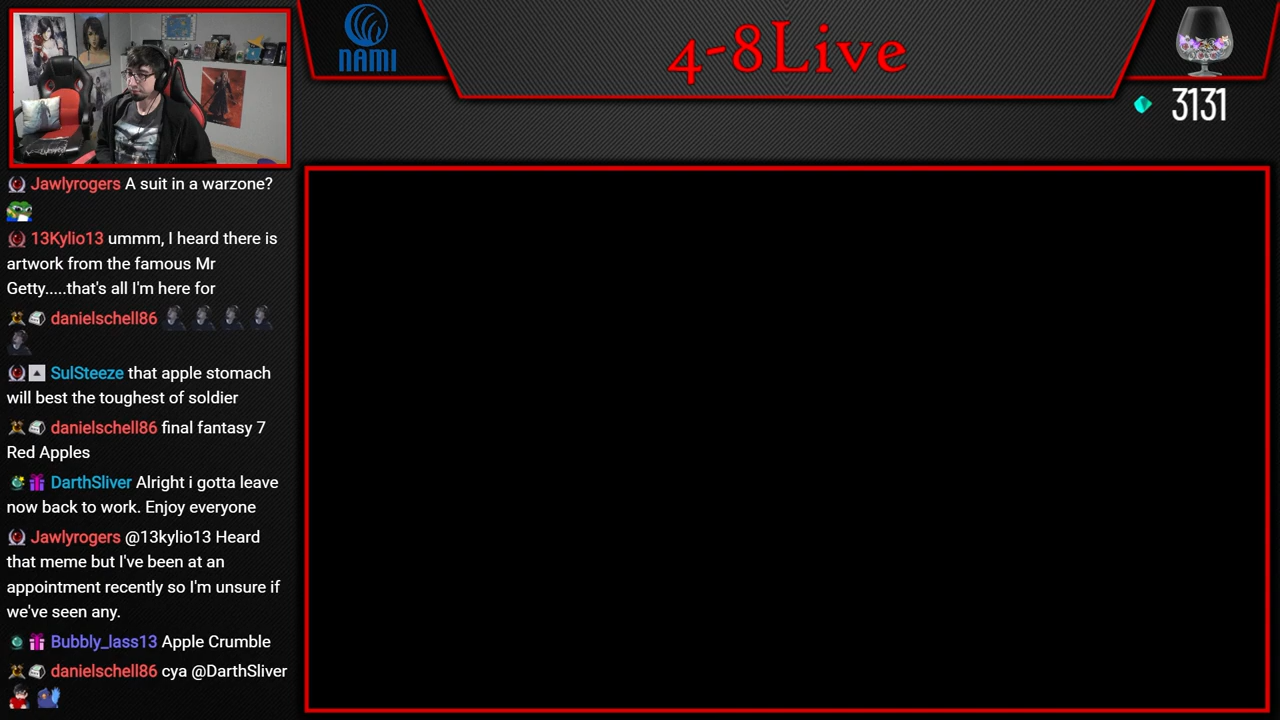 NAMI
4-8Live
3131
Jawlyrogers A suit in a warzone?
13Kylio13 ummm, I heard there is
artwork from the famous Mr
Getty.....that's all I'm here for
danielschell86
SulSteeze that apple stomach
will best the toughest of soldier
danielschell86 final fantasy 7
Red Apples
DarthSliver Alright i gotta leave
now back to work. Enjoy everyone
Jawlyrogers @13kylio13 Heard
that meme but I've been at an
appointment recently so I'm unsure if
we've seen any.
Bubbly_lass13 Apple Crumble
danielschell86 cya @DarthSliver